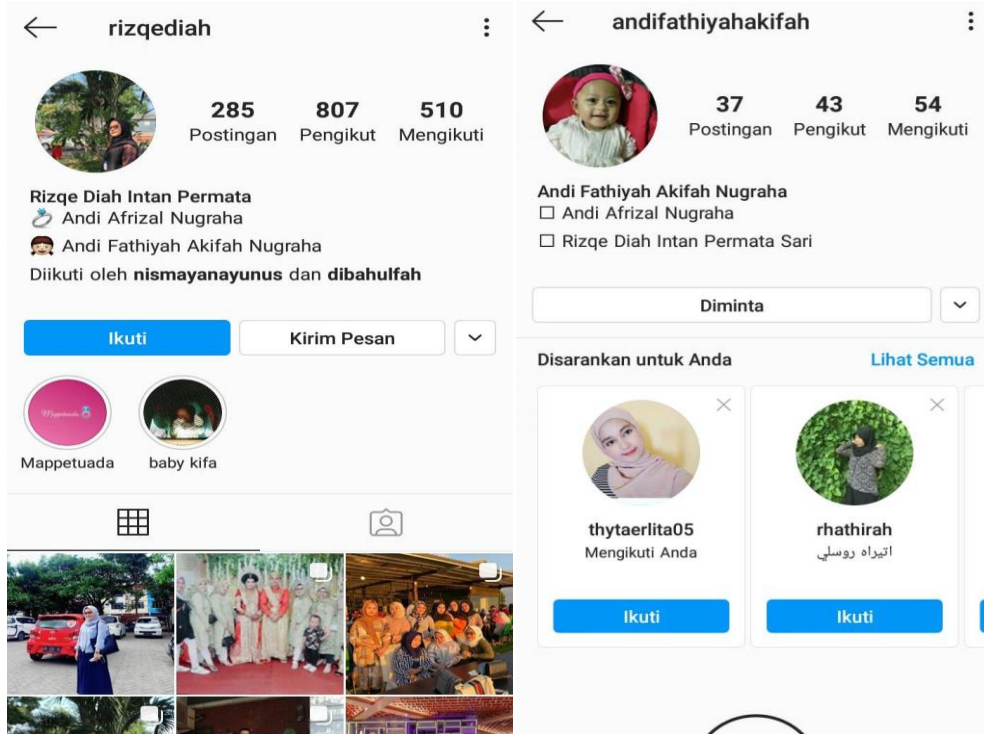 rizqediah
285 807 510
Postingan Pengikut Mengikuti
Rizqe Diah Intan Permata
Andi Afrizal Nugraha
Andi Fathiyah Akifah Nugraha
Diikuti oleh nismayanayunus dan dibahulfah
Ikuti Kirim Pesan
Mappetuada
Mappetuada baby kifa
andifathiyahakifah
37 43 54
Postingan Pengikut Mengikuti
Andi Fathiyah Akifah Nugraha
Andi Afrizal Nugraha
Rizqe Diah Intan Permata Sari
Diminta
Disarankan untuk Anda Lihat Semua
thytaerlita05 rhathirah
Mengikuti Anda اتيراه روسلي
Ikuti Ikuti